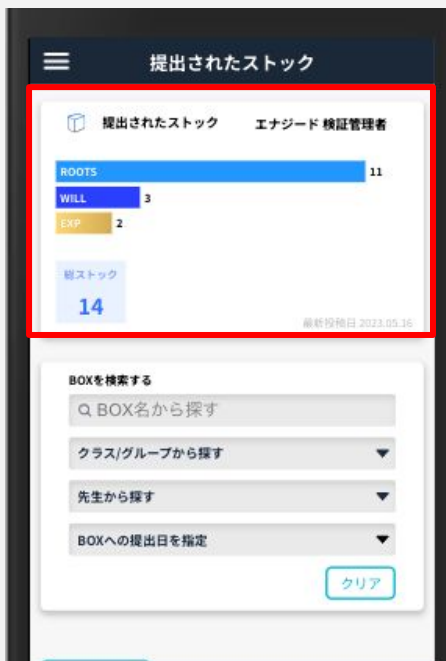 提出されたストック
提出されたストック エナジード 検証管理者
ROOTS 11
WILL 3
EXP 2
総ストック
14
最新投稿日 2023.05.16
BOXを検索する
BOX名から探す
クラス/グループから探す
先生から探す
BOXへの提出日を指定
クリア